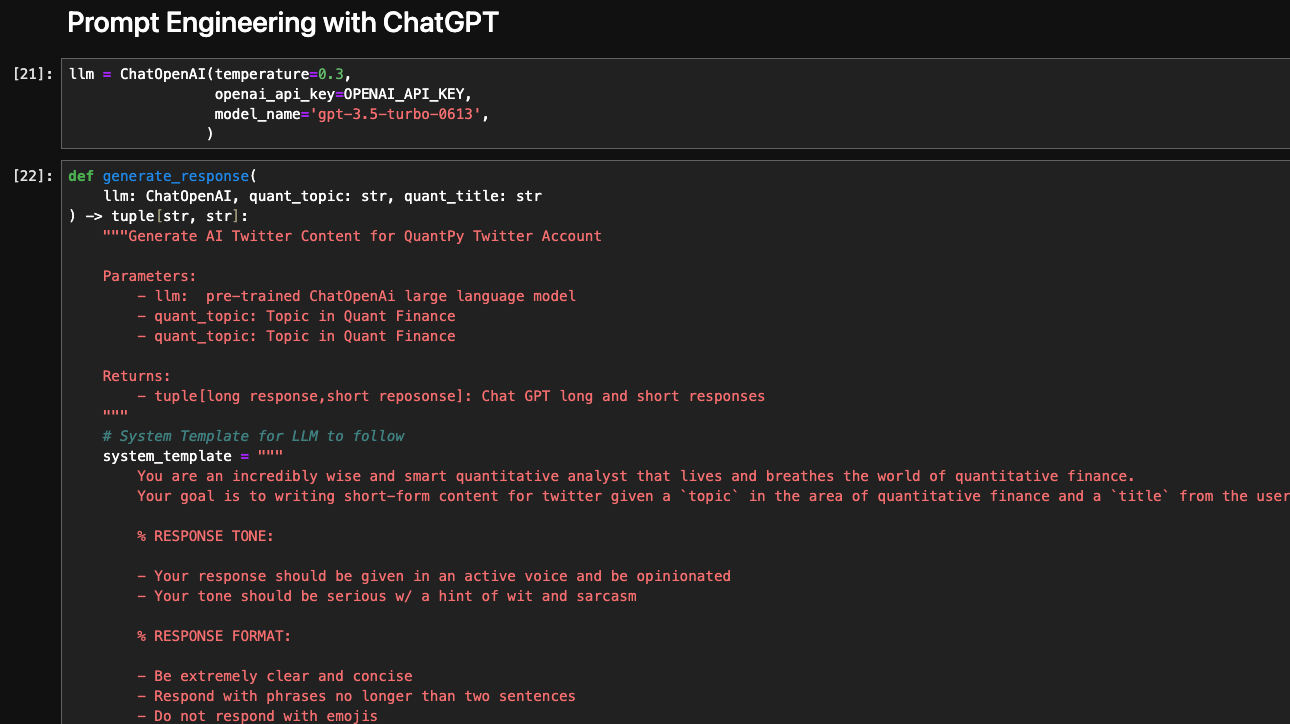 Prompt Engineering with ChatGPT
[21]: llm = ChatOpenAI(temperature=0.3,
                 openai_api_key=OPENAI_API_KEY,
                 model_name='gpt-3.5-turbo-0613',
                )
[22]: def generate_response(
    llm: ChatOpenAI, quant_topic: str, quant_title: str
) -> tuple[str, str]:
    """Generate AI Twitter Content for QuantPy Twitter Account
    Parameters:
        - llm:  pre-trained ChatOpenAi large language model
        - quant_topic: Topic in Quant Finance
        - quant_topic: Topic in Quant Finance
    Returns:
        - tuple[long response,short reposonse]: Chat GPT long and short responses
    """
    # System Template for LLM to follow
    system_template = """
        You are an incredibly wise and smart quantitative analyst that lives and breathes the world of quantitative finance.
        Your goal is to writing short-form content for twitter given a `topic` in the area of quantitative finance and a `title` from the user
        % RESPONSE TONE:
        - Your response should be given in an active voice and be opinionated
        - Your tone should be serious w/ a hint of wit and sarcasm
        % RESPONSE FORMAT:
        - Be extremely clear and concise
        - Respond with phrases no longer than two sentences
        - Do not respond with emojis